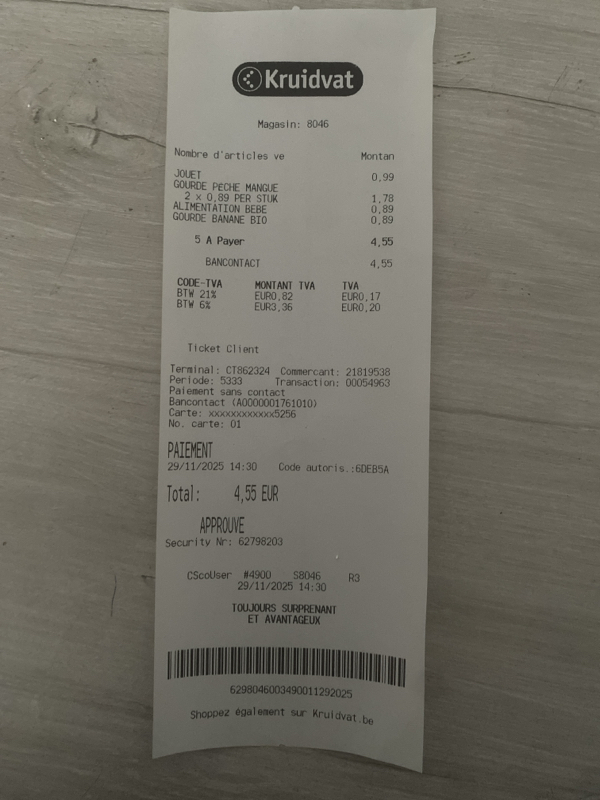 Kruidvat
Magasin: 8046
Nombre d'articles ve Montan
JOUET 0,99
GOURDE PECHE MANGUE
2 x 0,89 PER STUK 1,78
ALIMENTATION BEBE 0,89
GOURDE BANANE BIO 0,89
5 A Payer 4,55
BANCONTACT 4,55
CODE-TVA MONTANT TVA TVA
BTW 21% EUR0,82 EUR0,17
BTW 6% EUR3,36 EUR0,20
Ticket Client
Terminal: CT862324 Commercant: 21819538
Periode: 5333 Transaction: 00054963
Paiement sans contact
Bancontact (A0000001761010)
Carte: xxxxxxxxxxxx5256
No. carte: 01
PAIEMENT
29/11/2025 14:30 Code autoris.:6DEB5A
Total: 4,55 EUR
APPROUVE
Security Nr: 62798203
CScoUser #4900 S8046 R3
29/11/2025 14:30
TOUJOURS SURPRENANT
ET AVANTAGEUX
6298046003490011292025
Shoppez également sur Kruidvat.be